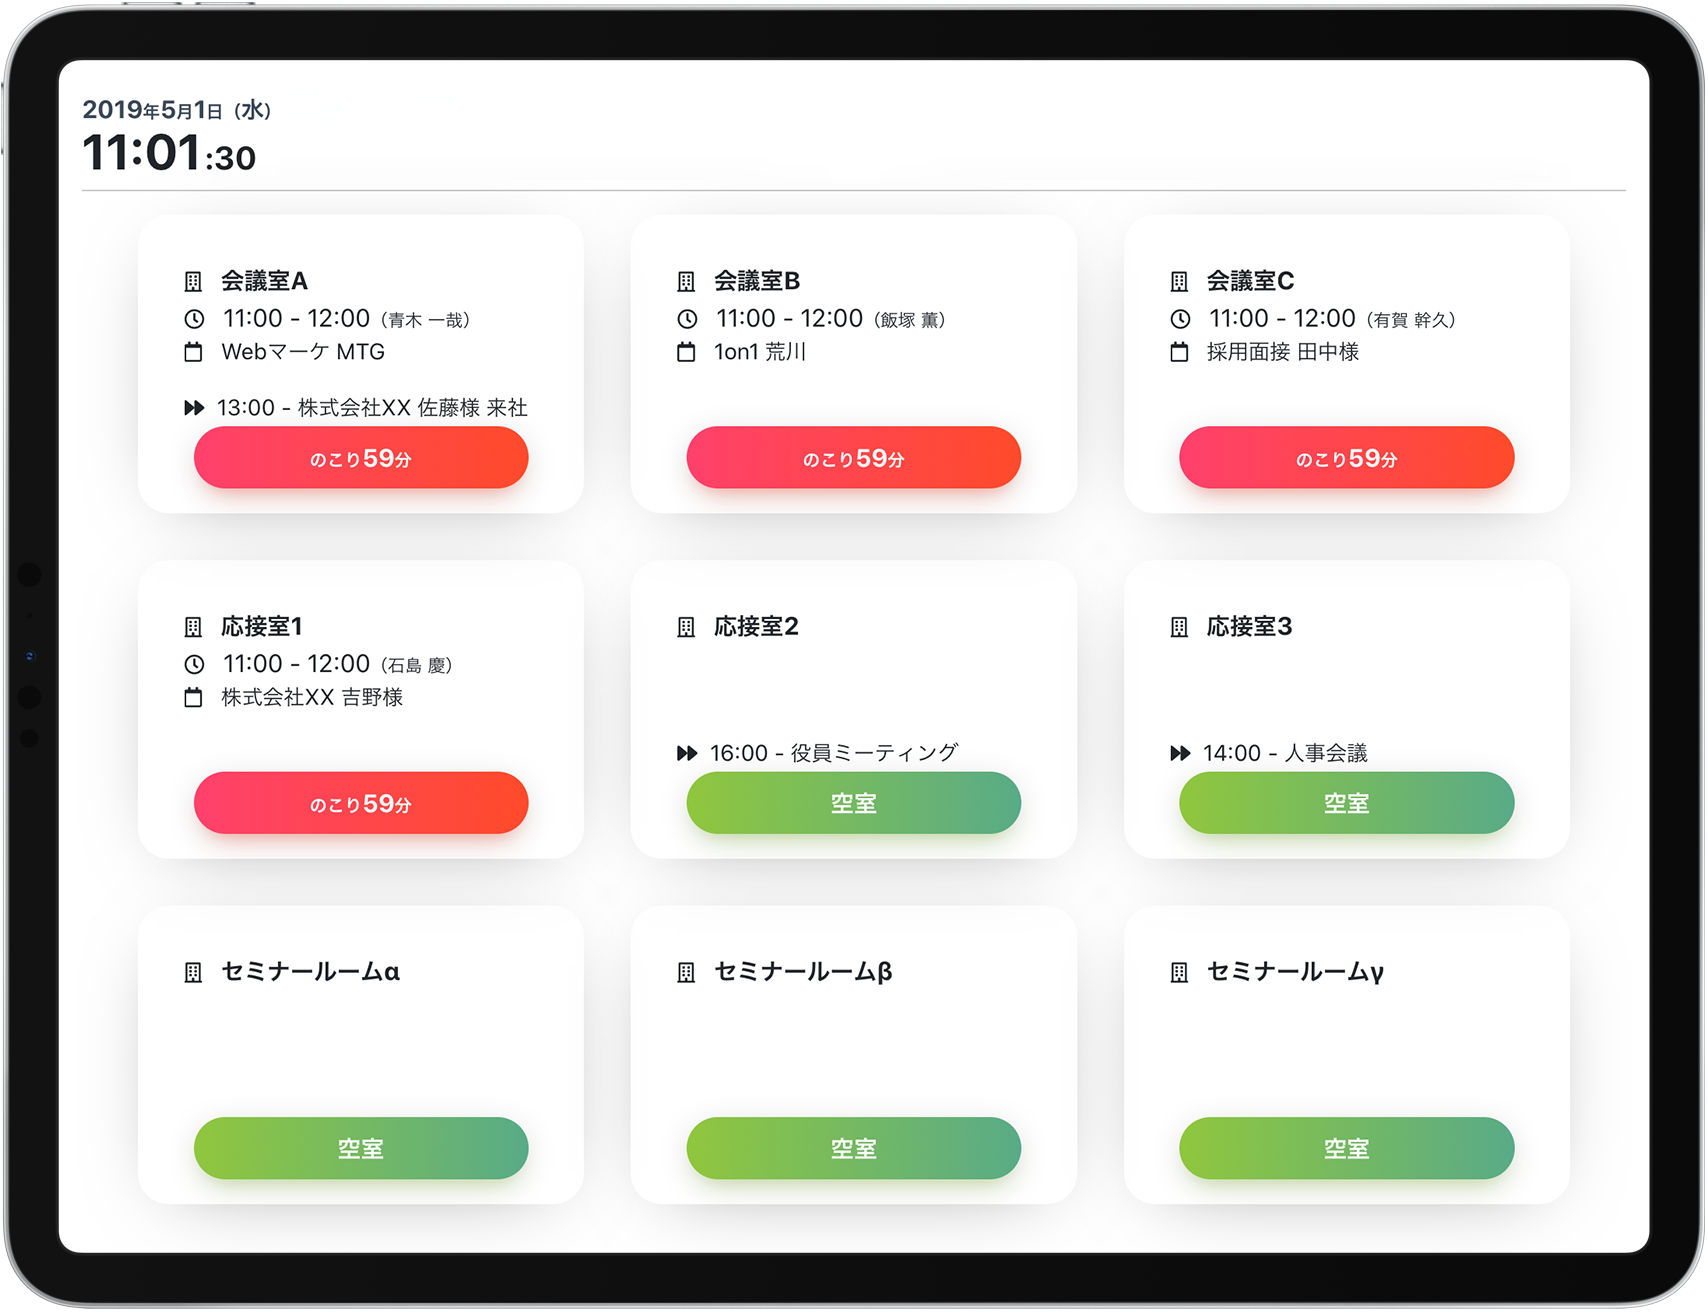 2019年5月1日（水）
11:01:30
会議室A
11:00 - 12:00（青木 一哉）
Webマーケ MTG
13:00 - 株式会社XX 佐藤様 来社
のこり59分
会議室B
11:00 - 12:00（飯塚 薫）
1on1 荒川
のこり59分
会議室C
11:00 - 12:00（有賀 幹久）
採用面接 田中様
のこり59分
応接室1
11:00 - 12:00（石島 慶）
株式会社XX 吉野様
のこり59分
応接室2
16:00 - 役員ミーティング
空室
応接室3
14:00 - 人事会議
空室
セミナールームα
空室
セミナールームβ
空室
セミナールームγ
空室